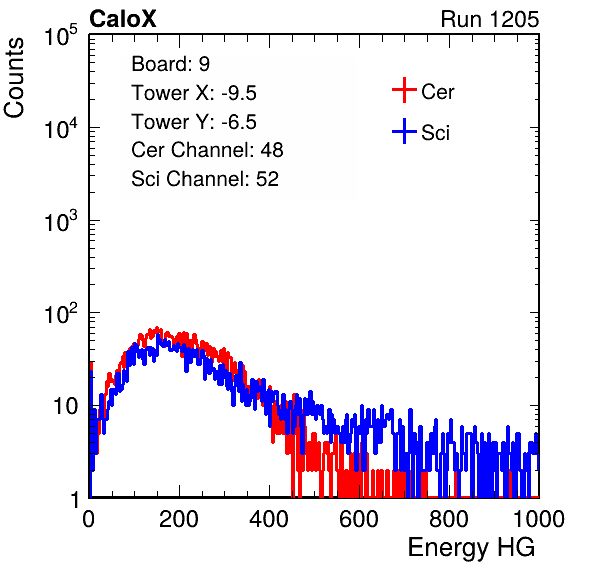 CaloX Run 1205
Counts
Board: 9
Tower X: -9.5
Tower Y: -6.5
Cer Channel: 48
Sci Channel: 52
Cer
Sci
10^5
10^4
10^3
10^2
10
1
0 200 400 600 800 1000
Energy HG